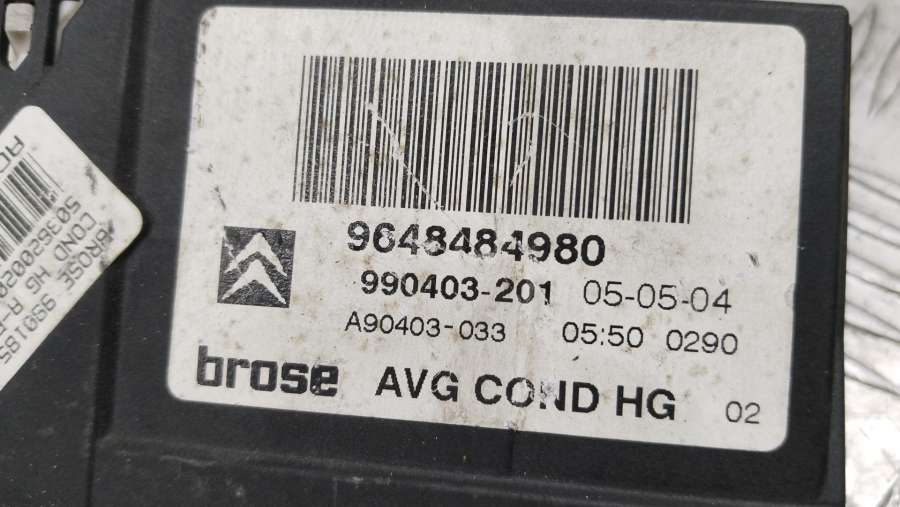 9648484980
990403-201 05-05-04
A90403-033 05:50 0290
brose AVG COND HG 02
BROSE 980185
COND HG R-